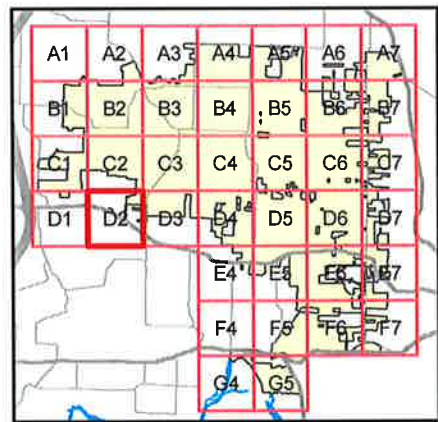 A1 A2 A3 A4 A5 A6 A7
B1 B2 B3 B4 B5 B6 B7
C1 C2 C3 C4 C5 C6 C7
D1 D2 D3 D4 D5 D6 D7
E4 E5 E6 E7
F4 F5 F6 F7
G4 G5